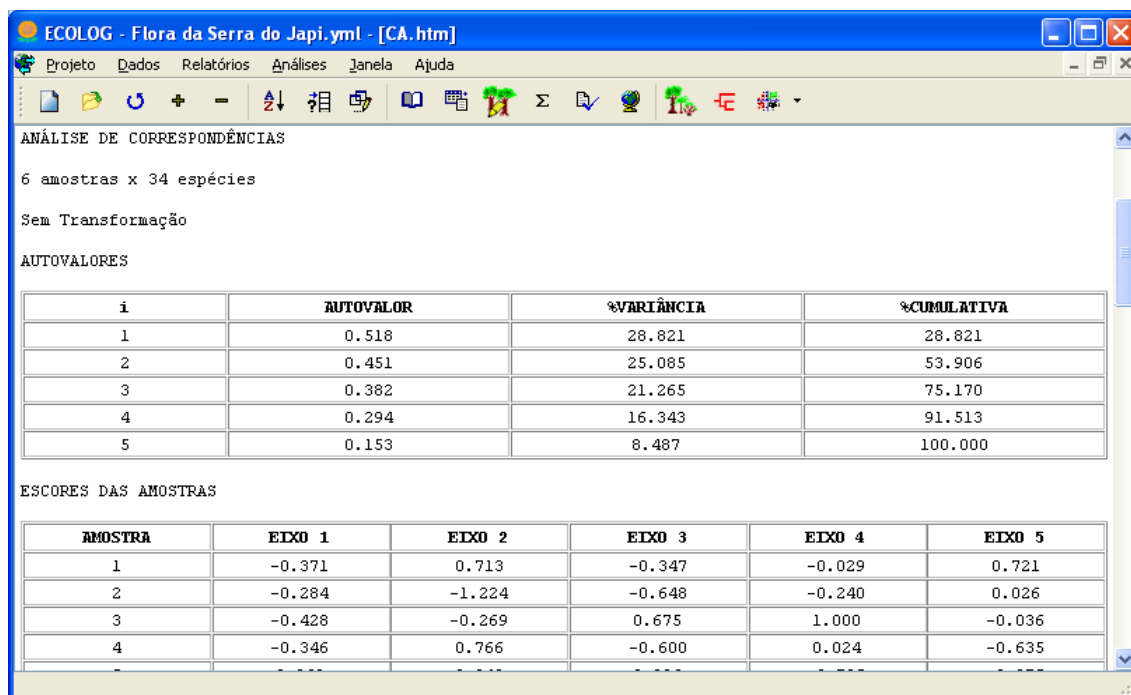 ECOLOG - Flora da Serra do Japi.yml - [CA.htm]
Projeto Dados Relatórios Análises Janela Ajuda
ANÁLISE DE CORRESPONDÊNCIAS
6 amostras x 34 espécies
Sem Transformação
AUTOVALORES
i AUTOVALOR %VARIÂNCIA %CUMULATIVA
1 0.518 28.821 28.821
2 0.451 25.085 53.906
3 0.382 21.265 75.170
4 0.294 16.343 91.513
5 0.153 8.487 100.000
ESCORES DAS AMOSTRAS
AMOSTRA EIXO 1 EIXO 2 EIXO 3 EIXO 4 EIXO 5
1 -0.371 0.713 -0.347 -0.029 0.721
2 -0.284 -1.224 -0.648 -0.240 0.026
3 -0.428 -0.269 0.675 1.000 -0.036
4 -0.346 0.766 -0.600 0.024 -0.635